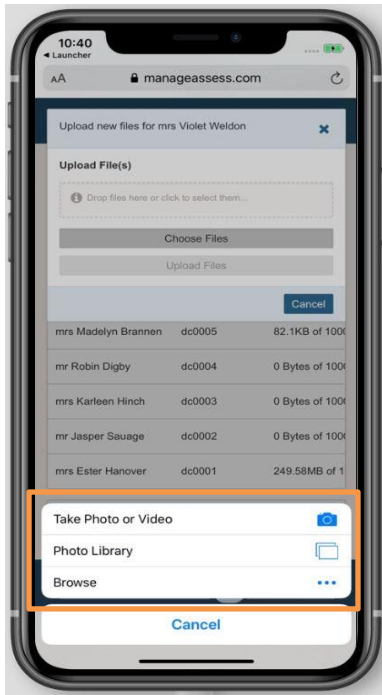 10:40
◀ Launcher
AA manageassess.com
Upload new files for mrs Violet Weldon
Upload File(s)
Drop files here or click to select them...
Choose Files
Upload Files
Cancel
mrs Madelyn Brannen dc0005 82.1KB of 100
mr Robin Digby dc0004 0 Bytes of 100
mrs Karleen Hinch dc0003 0 Bytes of 100
mr Jasper Sauage dc0002 0 Bytes of 100
mrs Ester Hanover dc0001 249.58MB of 1
Take Photo or Video
Photo Library
Browse
Cancel